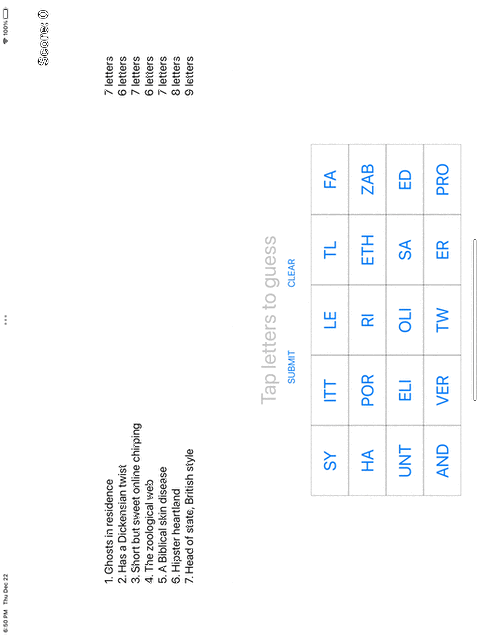 6:50 PM Thu Dec 22 ••• 100%
Score: 0
1. Ghosts in residence 7 letters
2. Has a Dickensian twist 6 letters
3. Short but sweet online chirping 7 letters
4. The zoological web 6 letters
5. A Biblical skin disease 7 letters
6. Hipster heartland 8 letters
7. Head of state, British style 9 letters
Tap letters to guess
SUBMIT CLEAR
SY ITT LE TL FA
HA POR RI ETH ZAB
UNT ELI OLI SA ED
AND VER TW ER PRO